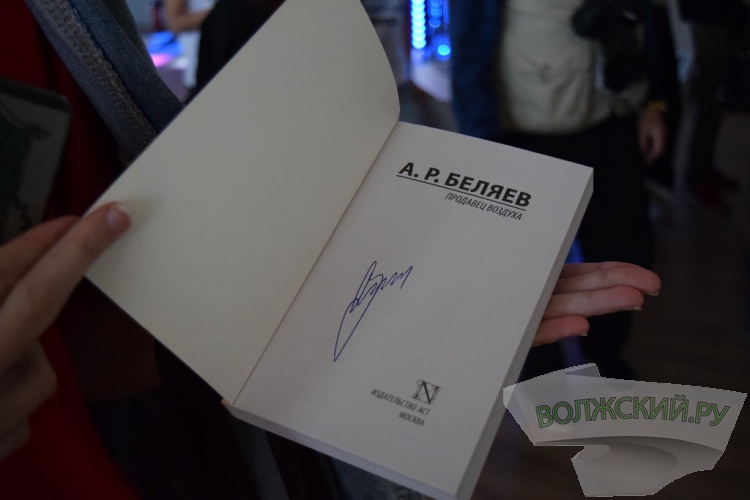 А. Р. БЕЛЯЕВ
ПРОДАВЕЦ ВОЗДУХА
N
ИЗДАТЕЛЬСТВО АСТ
МОСКВА
ВОЛЖСКИЙ.РУ